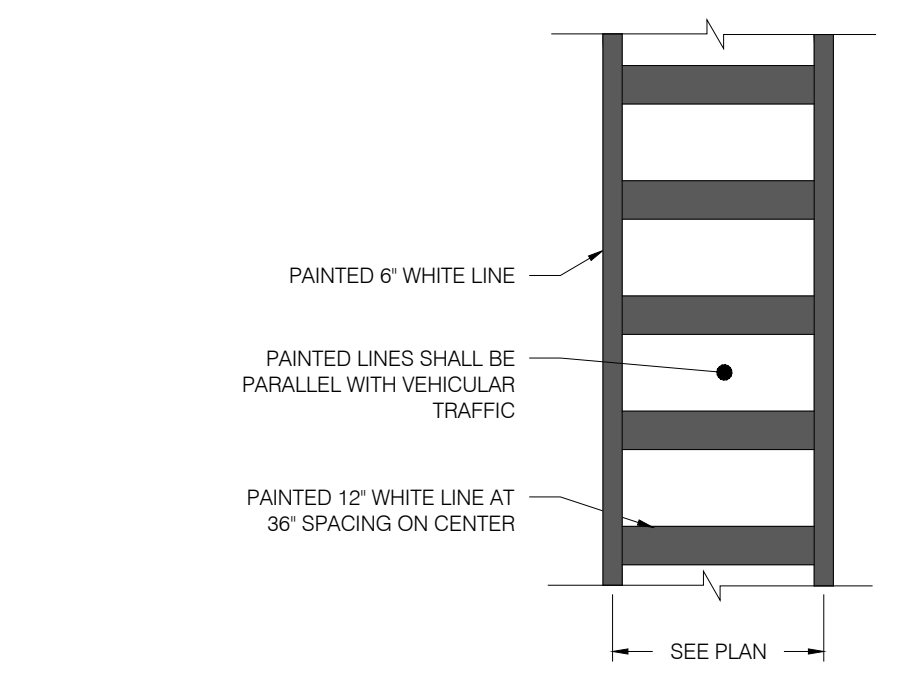 PAINTED 6" WHITE LINE
PAINTED LINES SHALL BE
PARALLEL WITH VEHICULAR
TRAFFIC
PAINTED 12" WHITE LINE AT
36" SPACING ON CENTER
SEE PLAN